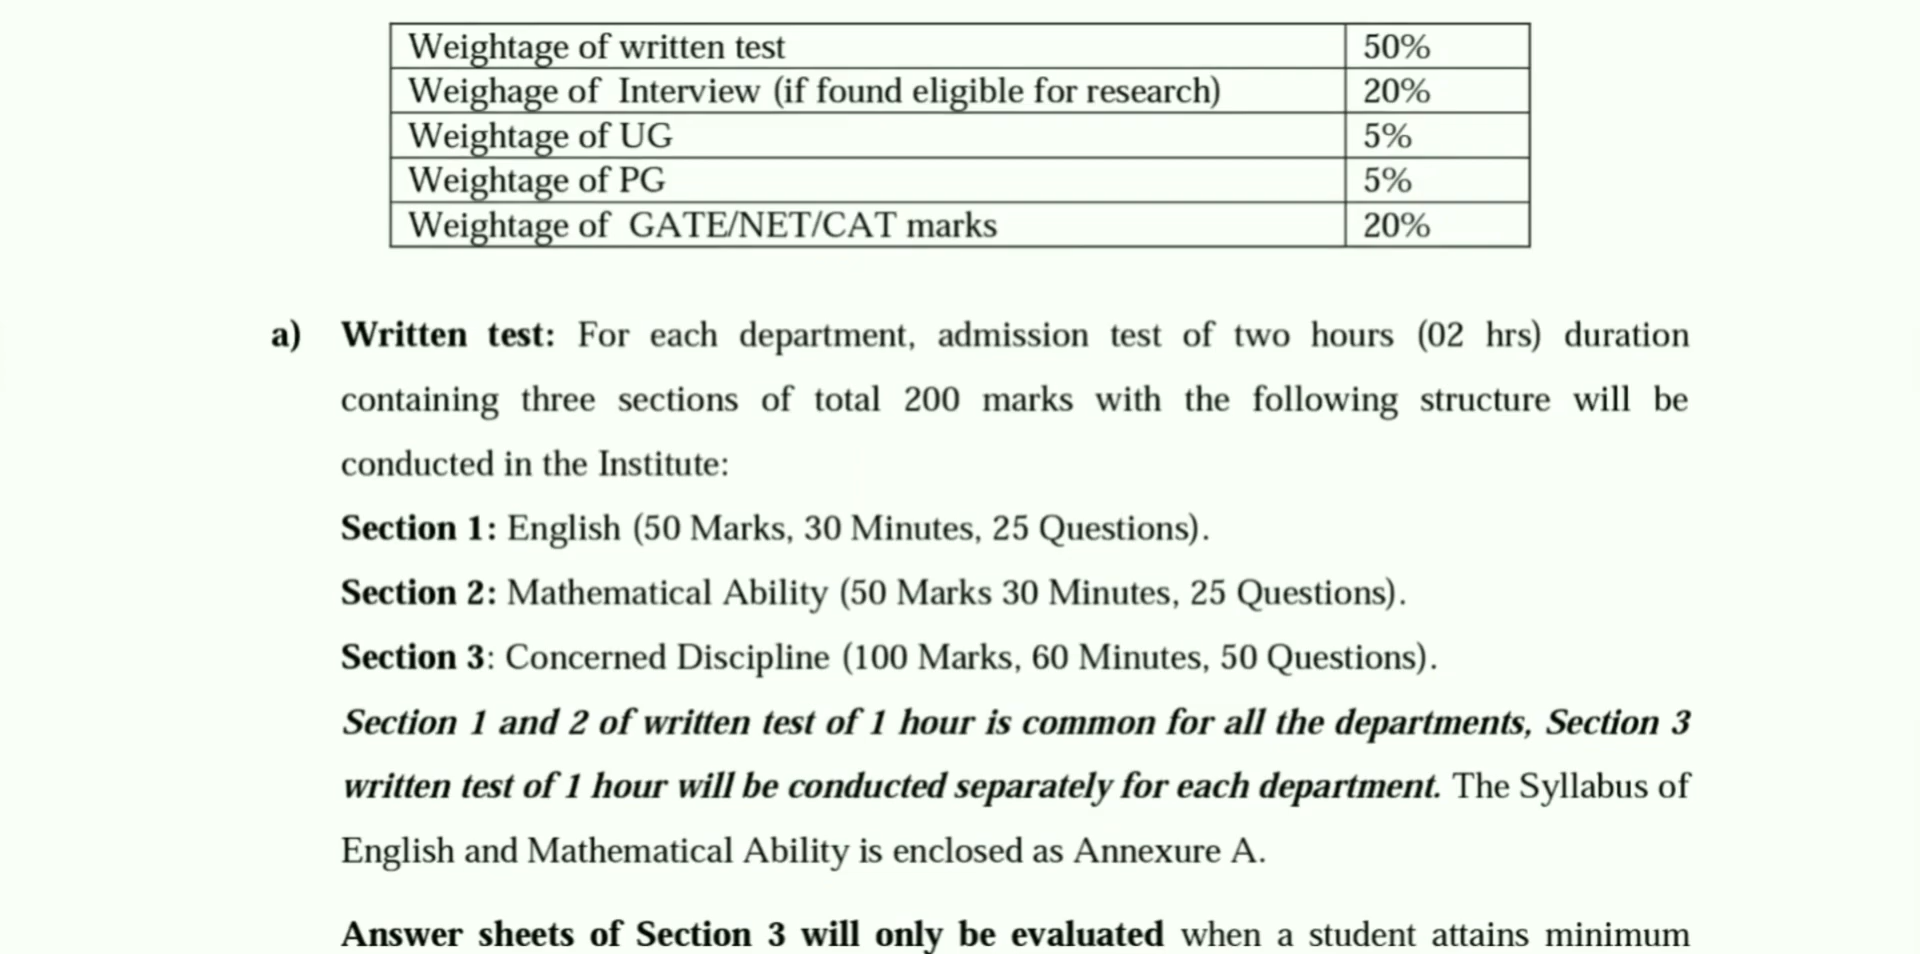 Weightage of written test 50%
Weighage of Interview (if found eligible for research) 20%
Weightage of UG 5%
Weightage of PG 5%
Weightage of GATE/NET/CAT marks 20%
a) Written test: For each department, admission test of two hours (02 hrs) duration
containing three sections of total 200 marks with the following structure will be
conducted in the Institute:
Section 1: English (50 Marks, 30 Minutes, 25 Questions).
Section 2: Mathematical Ability (50 Marks 30 Minutes, 25 Questions).
Section 3: Concerned Discipline (100 Marks, 60 Minutes, 50 Questions).
Section 1 and 2 of written test of 1 hour is common for all the departments, Section 3
written test of 1 hour will be conducted separately for each department. The Syllabus of
English and Mathematical Ability is enclosed as Annexure A.
Answer sheets of Section 3 will only be evaluated when a student attains minimum